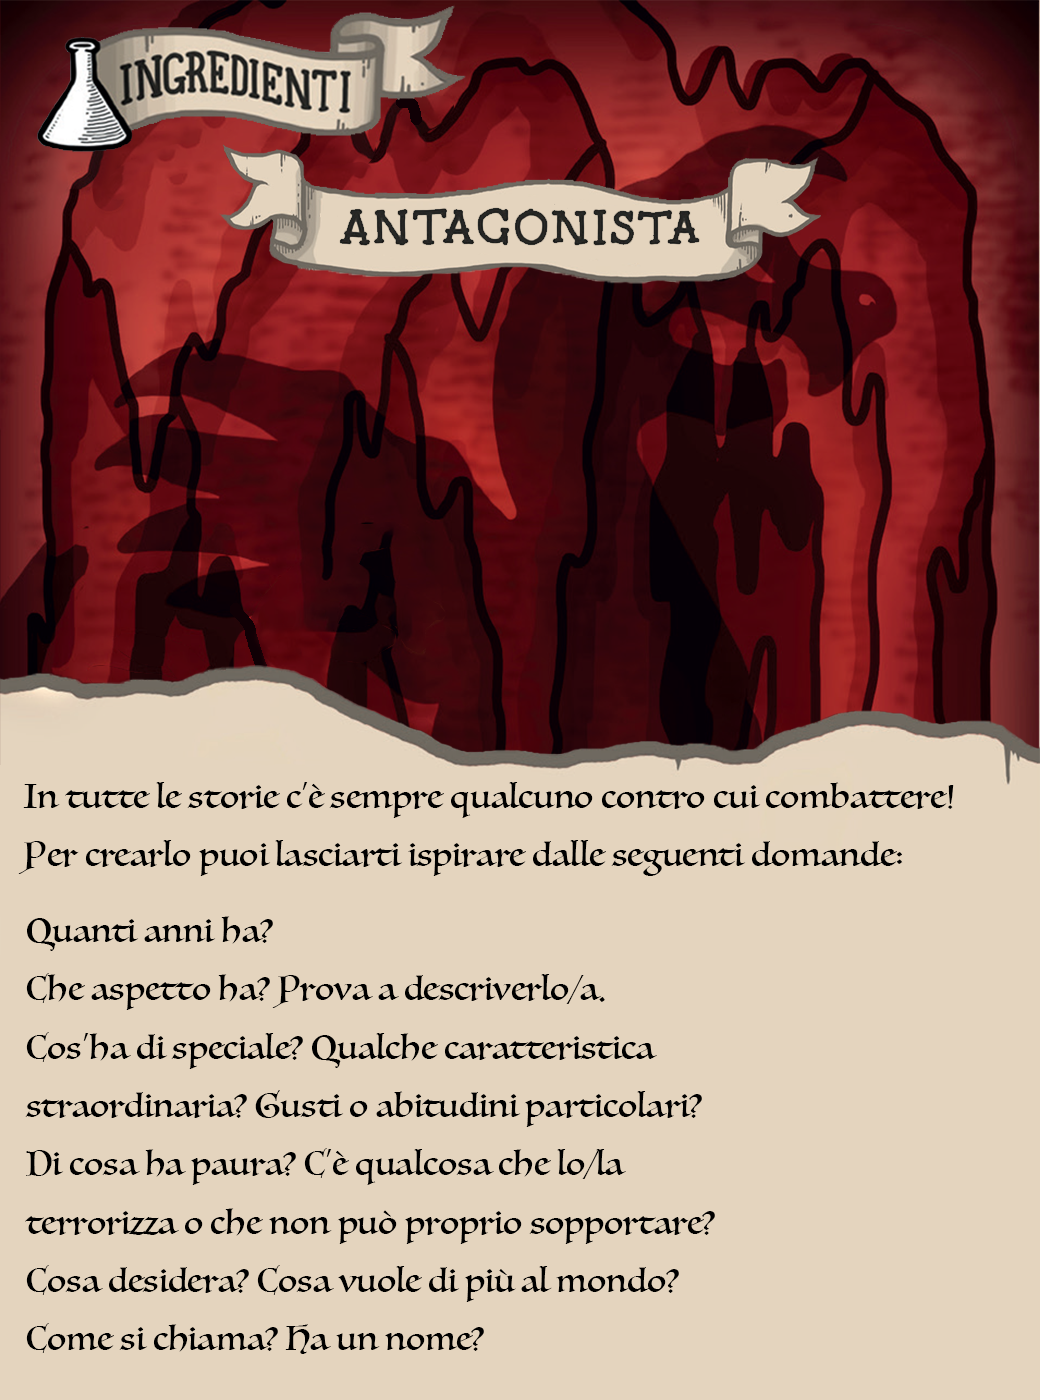 INGREDIENTI
ANTAGONISTA
In tutte le storie c'è sempre qualcuno contro cui combattere!
Per crearlo puoi lasciarti ispirare dalle seguenti domande:
Quanti anni ha?
Che aspetto ha? Prova a descriverlo/a.
Cos'ha di speciale? Qualche caratteristica
straordinaria? Gusti o abitudini particolari?
Di cosa ha paura? C'è qualcosa che lo/la
terrorizza o che non può proprio sopportare?
Cosa desidera? Cosa vuole di più al mondo?
Come si chiama? Ha un nome?